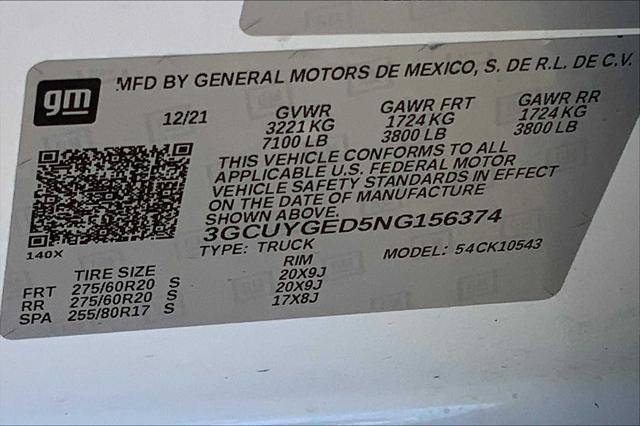 gm
MFD BY GENERAL MOTORS DE MEXICO, S. DE R.L. DE C.V.
12/21 GVWR GAWR FRT GAWR RR
3221 KG 1724 KG 1724 KG
7100 LB 3800 LB 3800 LB
THIS VEHICLE CONFORMS TO ALL
APPLICABLE U.S. FEDERAL MOTOR
VEHICLE SAFETY STANDARDS IN EFFECT
ON THE DATE OF MANUFACTURE
SHOWN ABOVE.
3GCUYGED5NG156374
140X
TYPE: TRUCK MODEL: 54CK10543
TIRE SIZE RIM
FRT 275/60R20 S 20X9J
RR 275/60R20 S 20X9J
SPA 255/80R17 S 17X8J